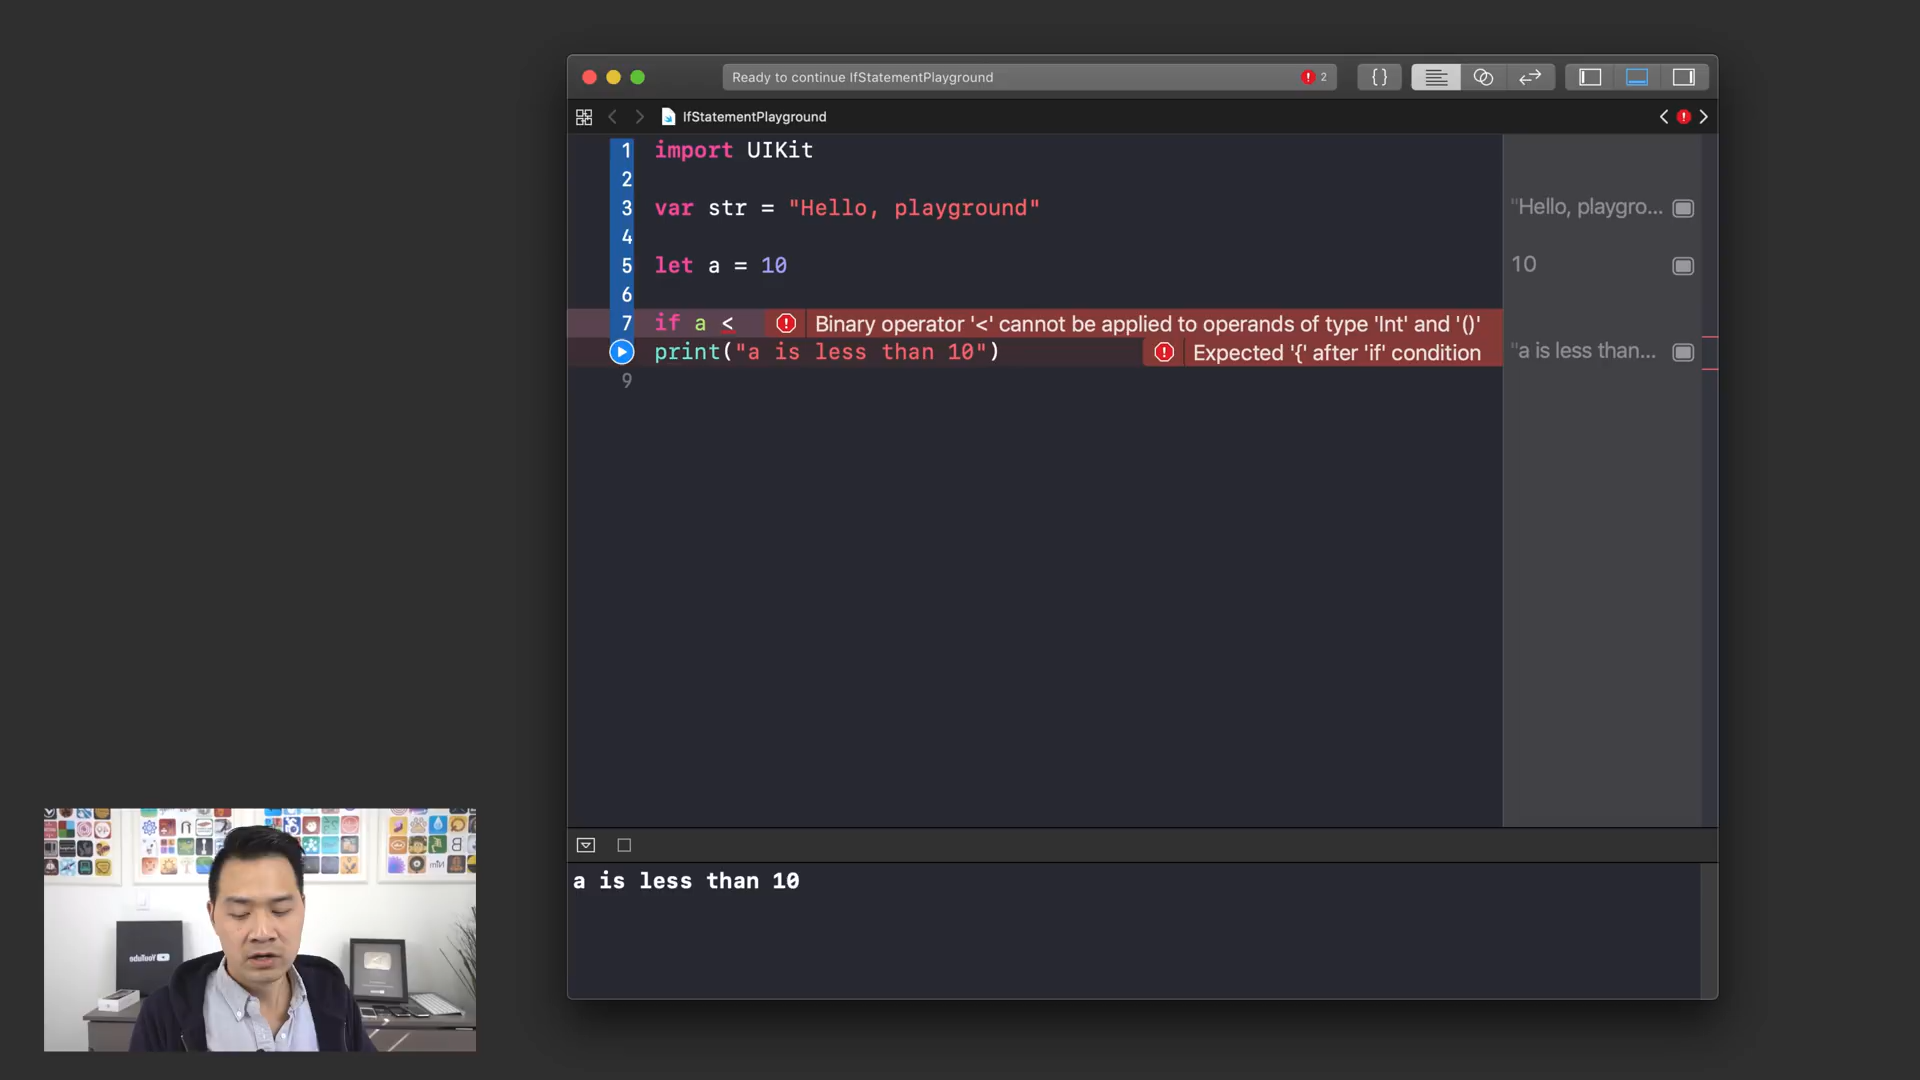 Ready to continue IfStatementPlayground
2
{ }
IfStatementPlayground
1 import UIKit
2
3 var str = "Hello, playground"
"Hello, playgro...
4
5 let a = 10
10
6
7 if a <
Binary operator '<' cannot be applied to operands of type 'Int' and '()'
print("a is less than 10")
Expected '{' after 'if' condition
"a is less than...
9
a is less than 10
YouTube